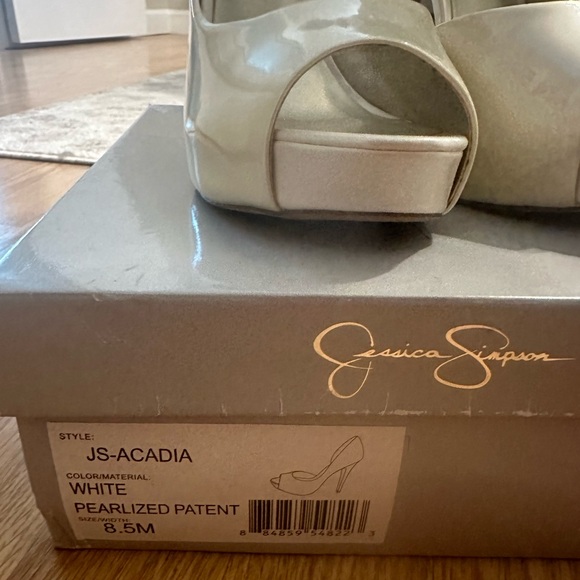 Jessica Simpson
STYLE:
JS-ACADIA
COLOR/MATERIAL:
WHITE
PEARLIZED PATENT
SIZE/WIDTH:
8.5M
8 84859 54822 3